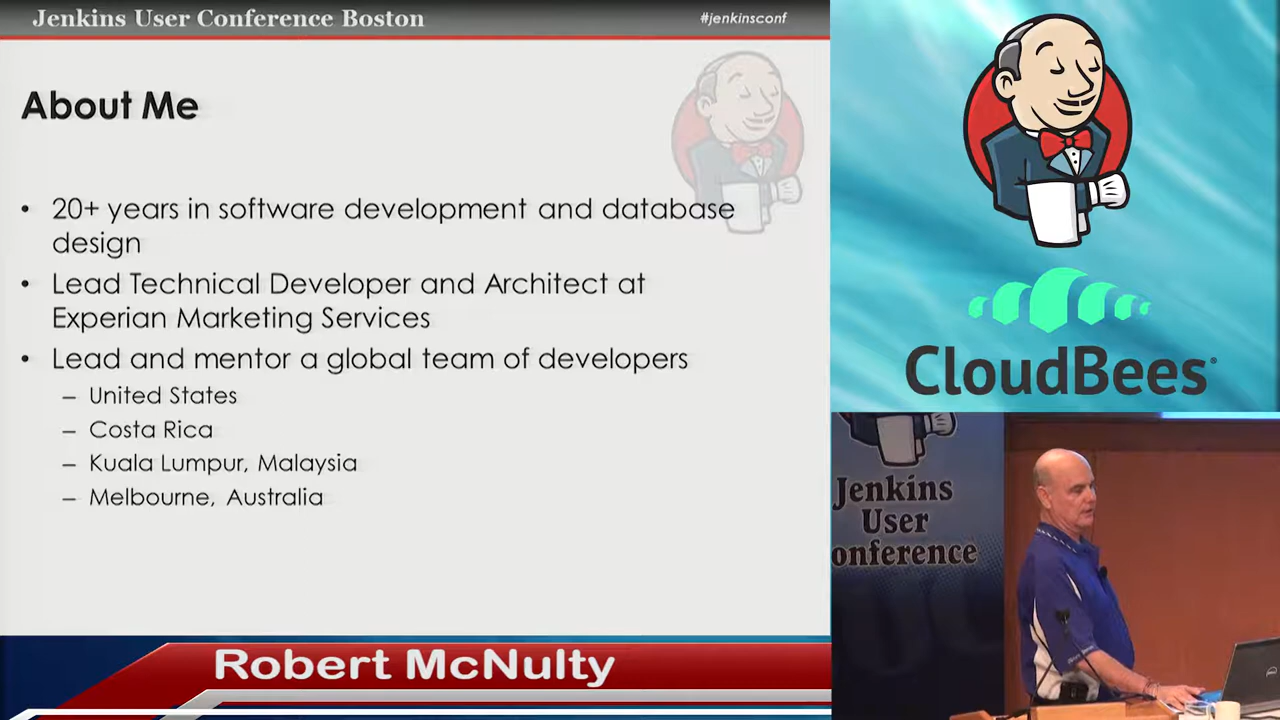 Jenkins User Conference Boston
#jenkinsconf
About Me
• 20+ years in software development and database
design
• Lead Technical Developer and Architect at
Experian Marketing Services
• Lead and mentor a global team of developers
– United States
– Costa Rica
– Kuala Lumpur, Malaysia
– Melbourne, Australia
Robert McNulty
CloudBees®
Jenkins
User
onference
DELL